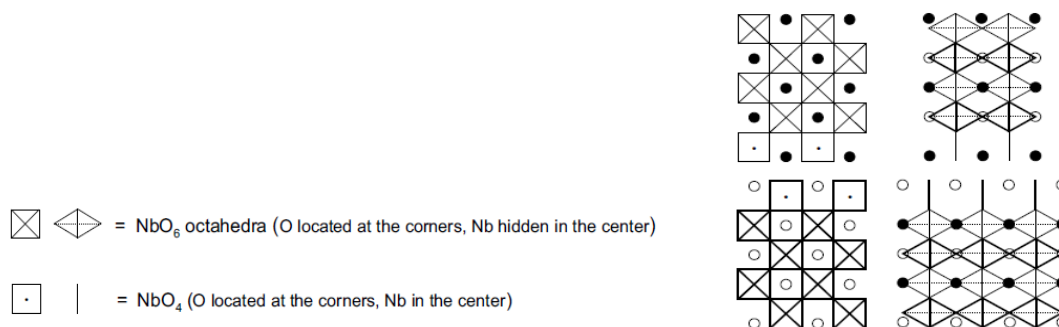 = NbO₆ octahedra (O located at the corners, Nb hidden in the center)
= NbO₄ (O located at the corners, Nb in the center)